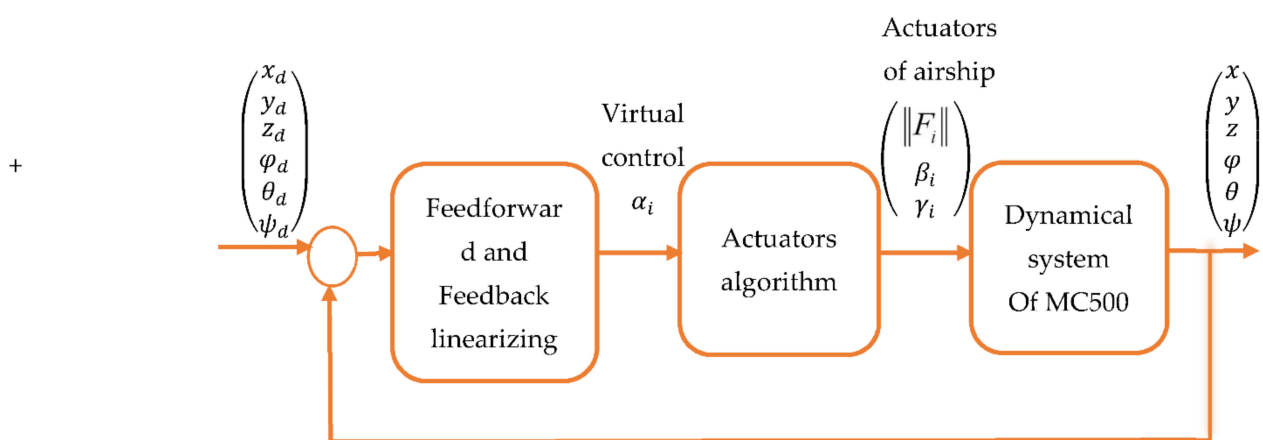 +
x_d
y_d
z_d
φ_d
θ_d
ψ_d
Feedforwar
d and
Feedback
linearizing
Virtual
control
α_i
Actuators
algorithm
Actuators
of airship
‖F_i‖
β_i
γ_i
Dynamical
system
Of MC500
x
y
z
φ
θ
ψ